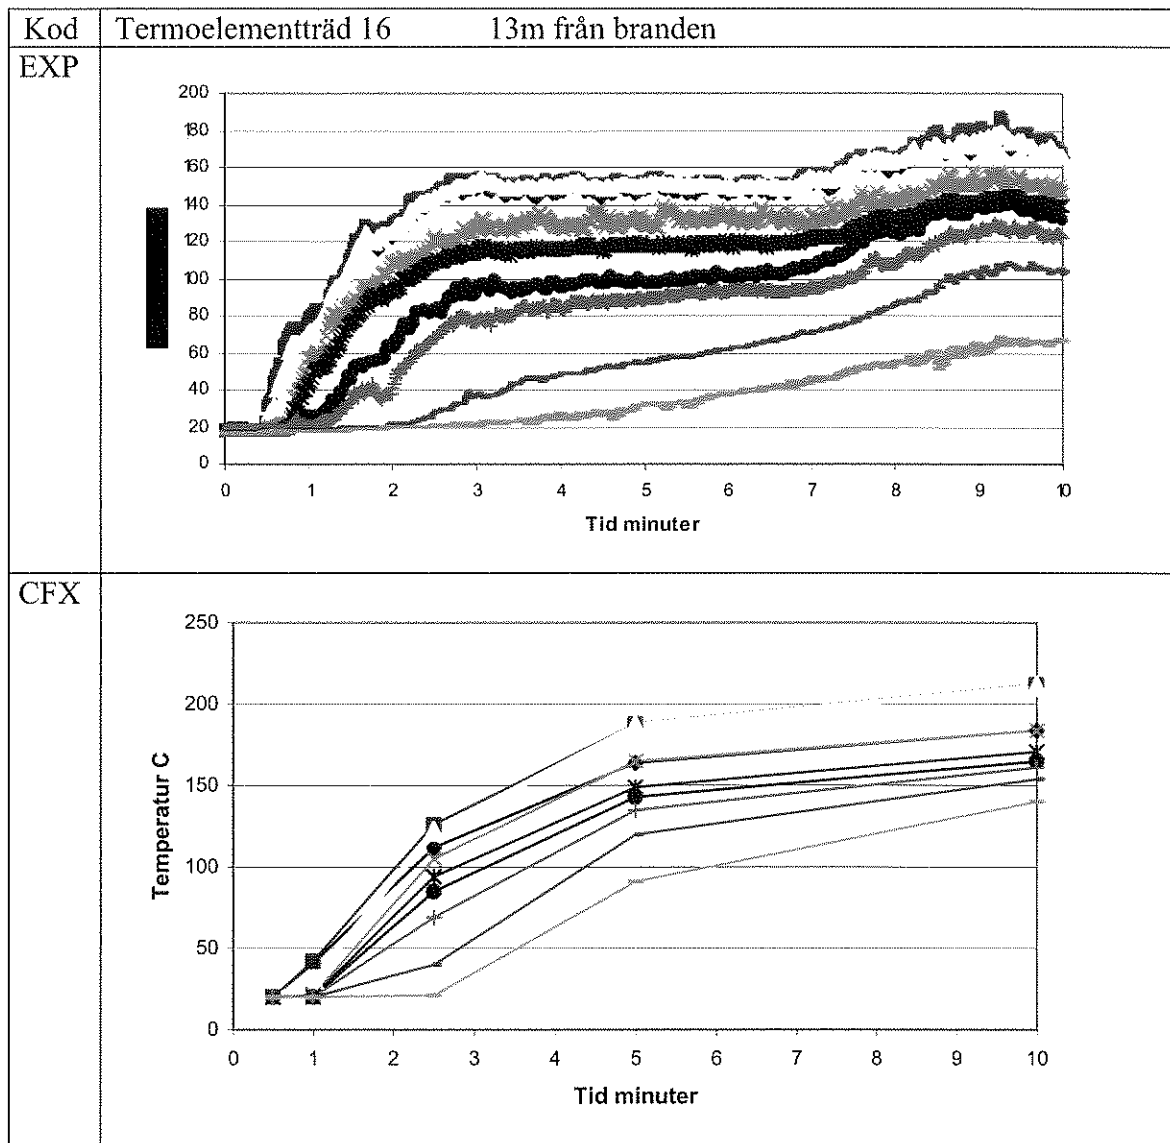 Kod Termoelementträd 16 13m från branden
EXP
200
180
160
140
120
100
80
60
40
20
0
0 1 2 3 4 5 6 7 8 9 10
Tid minuter
CFX
250
200
150
100
50
0
Temperatur C
0 1 2 3 4 5 6 7 8 9 10
Tid minuter